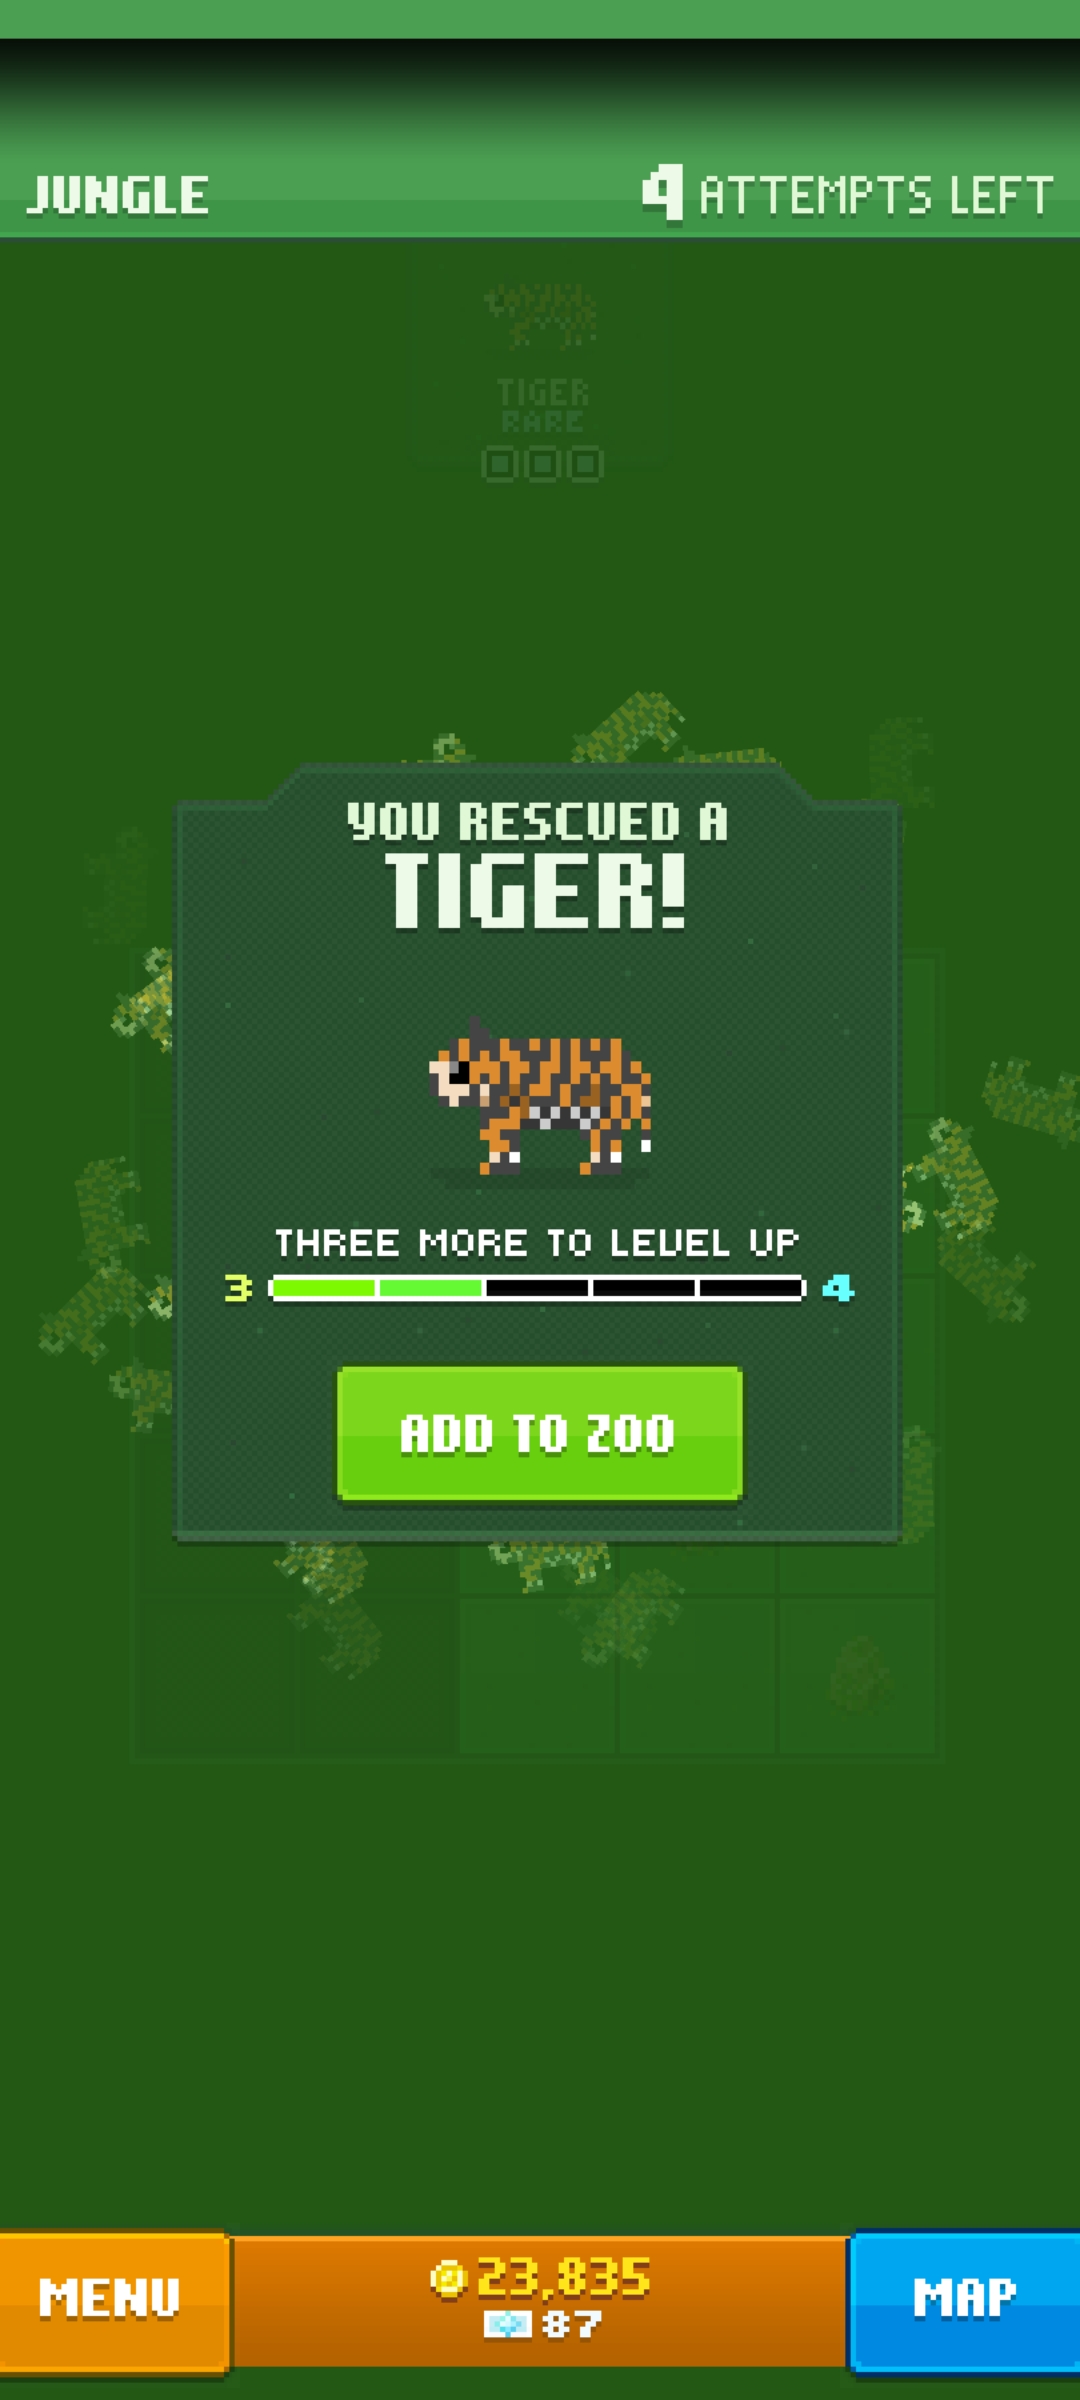 JUNGLE
4 ATTEMPTS LEFT
TIGER
RARE
YOU RESCUED A
TIGER!
THREE MORE TO LEVEL UP
3 4
ADD TO ZOO
MENU
23,835
87
MAP